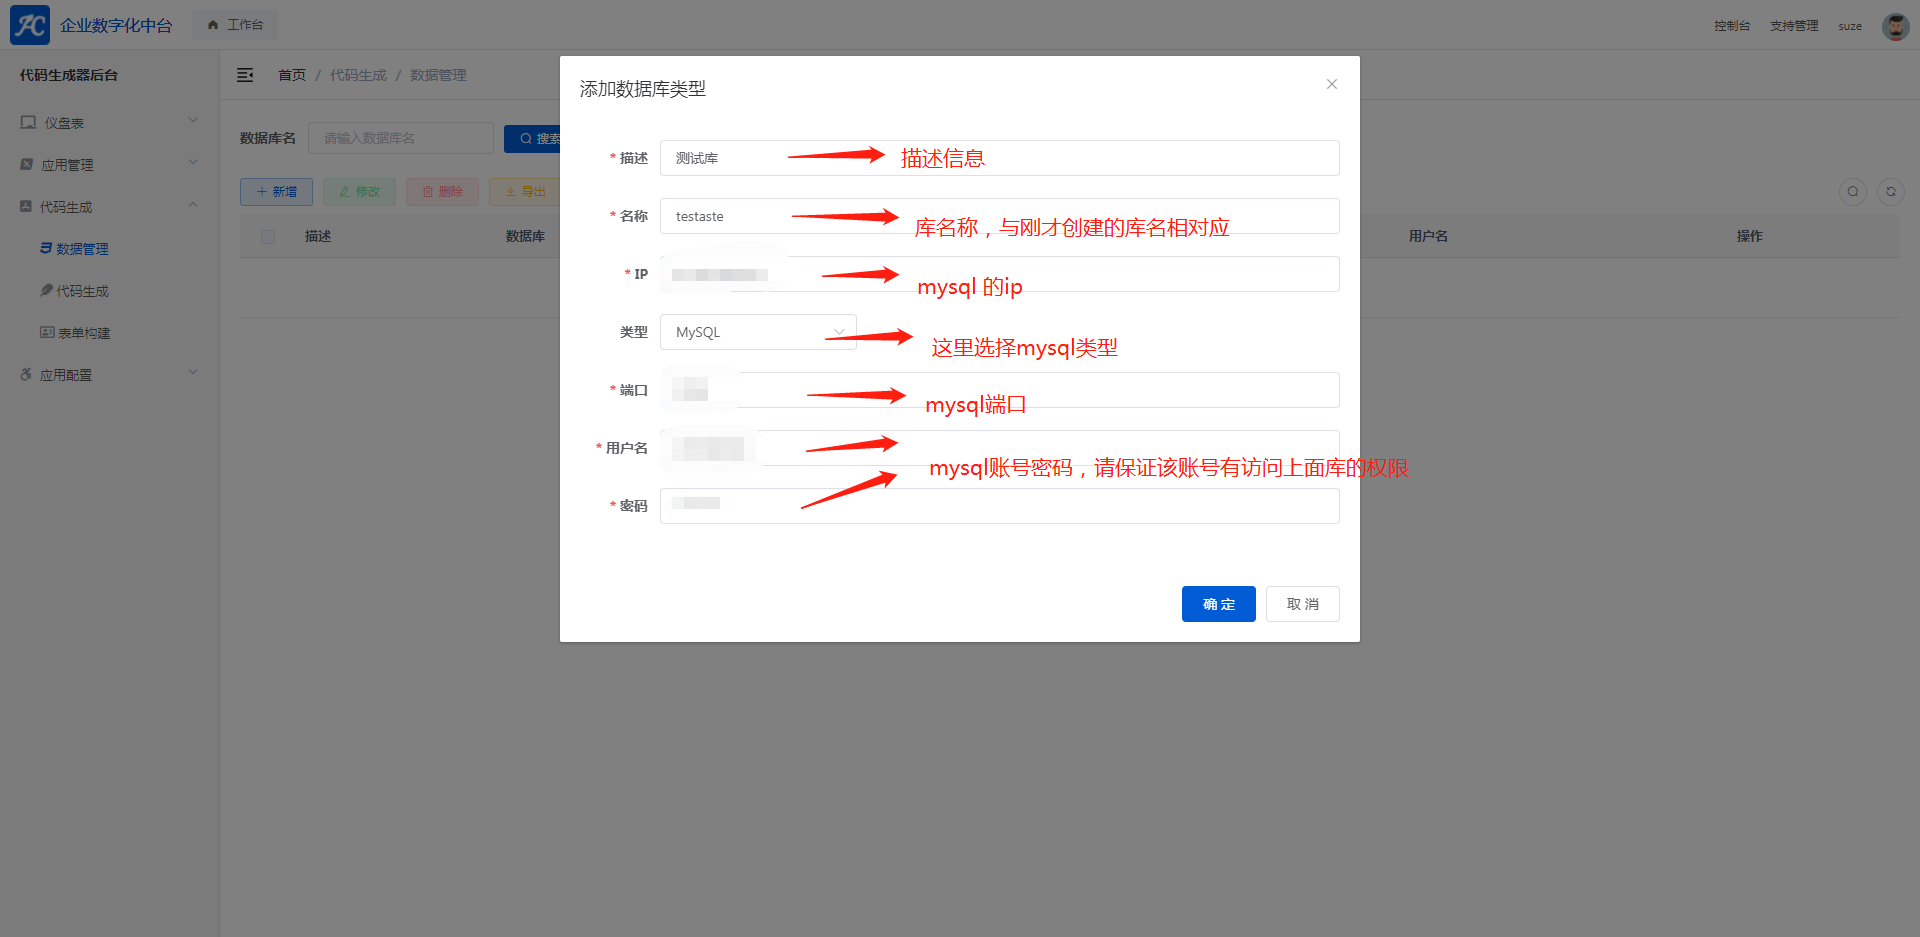 企业数字化中台
工作台
控制台
支持管理
suze
代码生成器后台
首页 / 代码生成 / 数据管理
仪盘表
应用管理
代码生成
数据管理
代码生成
表单构建
应用配置
数据库名
请输入数据库名
搜索
新增
修改
删除
导出
描述
数据库
用户名
操作
添加数据库类型
* 描述
测试库
描述信息
* 名称
testaste
库名称，与刚才创建的库名相对应
* IP
mysql 的ip
类型
MySQL
这里选择mysql类型
* 端口
mysql端口
* 用户名
mysql账号密码，请保证该账号有访问上面库的权限
* 密码
确 定
取 消